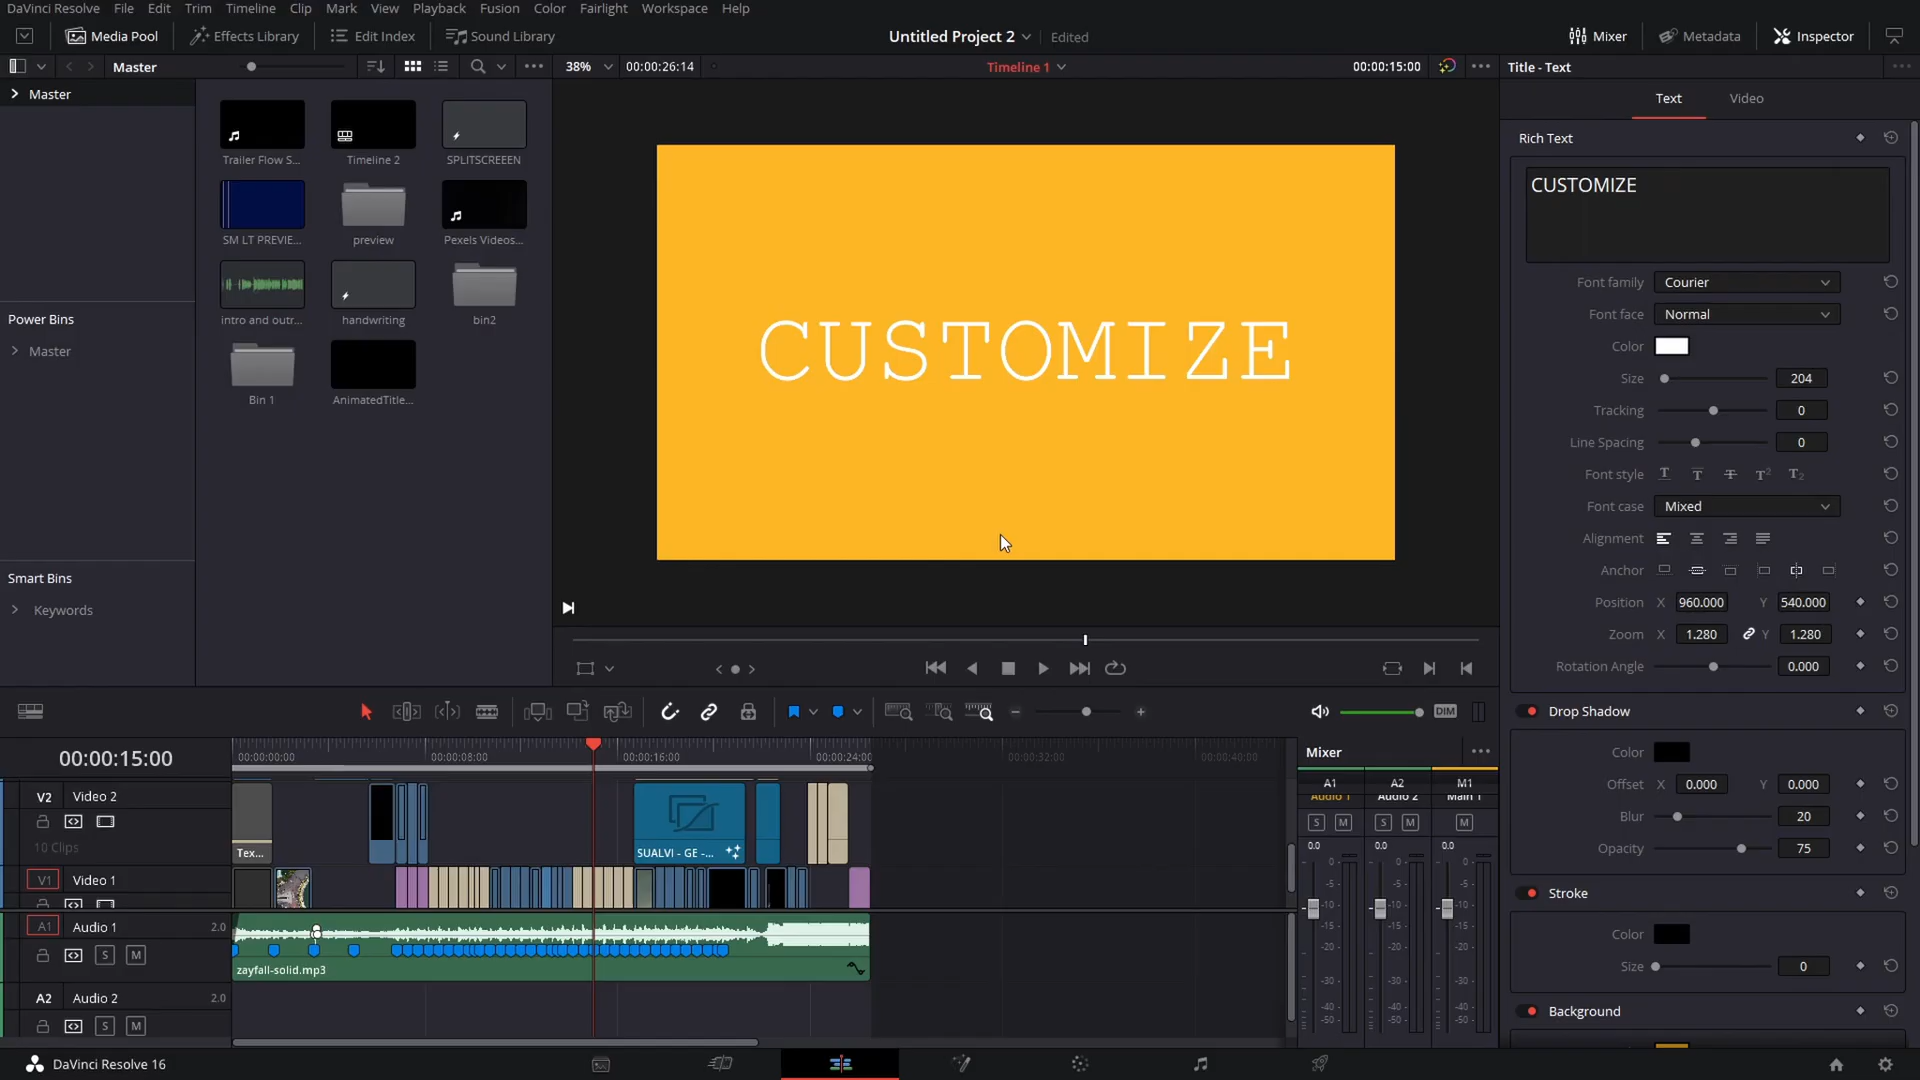 DaVinci Resolve File Edit Trim Timeline Clip Mark View Playback Fusion Color Fairlight Workspace Help
Media Pool Effects Library Edit Index Sound Library Untitled Project 2 Edited Mixer Metadata Inspector
Master 38% 00:00:26:14 Timeline 1 00:00:15:00 Title - Text
Master
Trailer Flow S... Timeline 2 SPLITSCREEEN
SM LT PREVIE... preview Pexels Videos...
intro and outr... handwriting bin2
Bin 1 AnimatedTitle...
Power Bins
Master
Smart Bins
Keywords
CUSTOMIZE
Text Video
Rich Text
CUSTOMIZE
Font family Courier
Font face Normal
Color
Size 204
Tracking 0
Line Spacing 0
Font style T T T T2 T2
Font case Mixed
Alignment
Anchor
Position X 960.000 Y 540.000
Zoom X 1.280 Y 1.280
Rotation Angle 0.000
Drop Shadow
Color
Offset X 0.000 Y 0.000
Blur 20
Opacity 75
Stroke
Color
Size 0
Background
DIM
00:00:15:00 00:00:00:00 00:00:08:00 00:00:16:00 00:00:24:00 00:00:32:00 00:00:40:00
V2 Video 2
10 Clips
Tex... SUALVI - GE -...
V1 Video 1
A1 Audio 1 2.0
S M
zayfall-solid.mp3
A2 Audio 2 2.0
S M
Mixer
A1 A2 M1
Audio 1 Audio 2 Main 1
S M S M M
0.0 0.0 0.0
0 0 0
-5 -5 -5
-10 -10 -10
-15 -15 -15
-20 -20 -20
-30 -30 -30
-40 -40 -40
-50 -50 -50
DaVinci Resolve 16